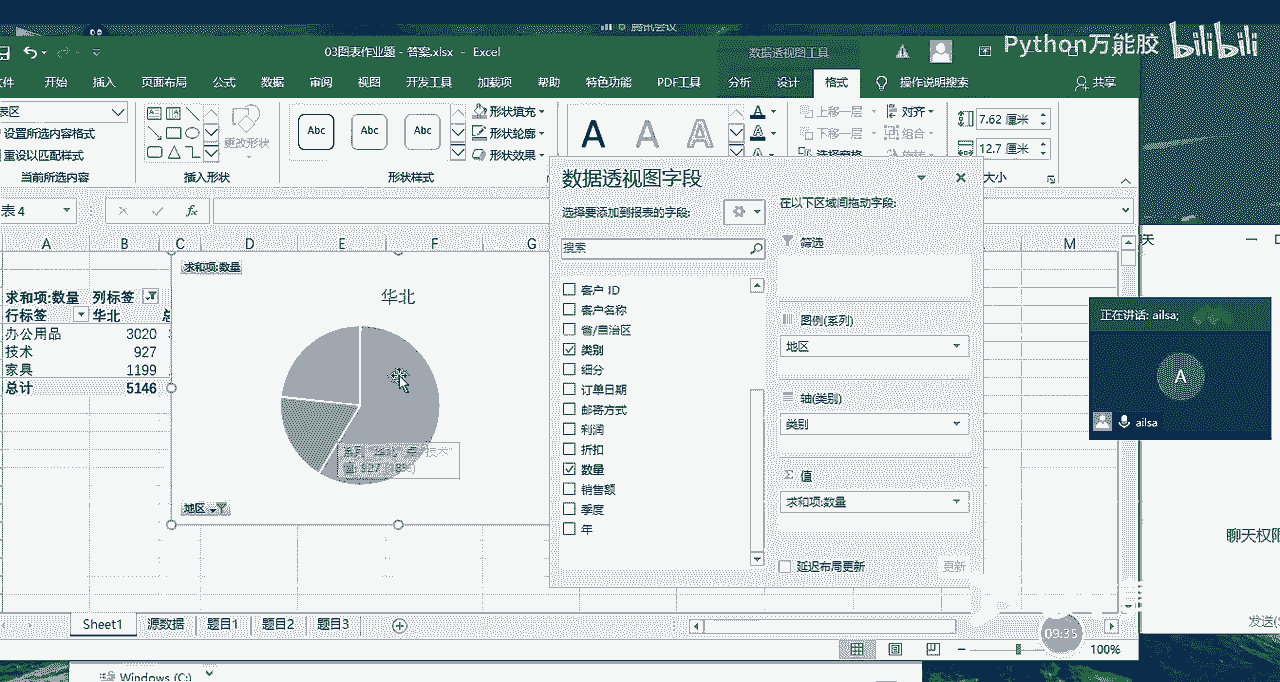 腾讯会议
Python万能胶 bilibili
03图表作业题 - 答案.xlsx - Excel
数据透视图工具
件 开始 插入 页面布局 公式 数据 审阅 视图 开发工具 加载项 帮助 特色功能 PDF工具 分析 设计 格式 操作说明搜索 共享
表区
设置所选内容格式
重设以匹配样式
当前所选内容
更改形状
插入形状
Abc Abc Abc
形状填充
形状轮廓
形状效果
形状样式
A A A
上移一层
下移一层
选择窗格
对齐
组合
旋转
7.62 厘米
12.7 厘米
大小
表 4
fx
A B C D E F G M
求和项:数量 列标签
行标签 华北
办公用品 3020
技术 927
家具 1199
总计 5146
求和项:数量
华北
地区
数据透视图字段
选择要添加到报表的字段:
搜索
客户 ID
客户名称
省/自治区
类别
细分
订单日期
邮寄方式
利润
折扣
数量
销售额
季度
年
在以下区域间拖动字段:
筛选
图例(系列)
地区
轴(类别)
类别
Σ 值
求和项:数量
延迟布局更新
更新
Sheet1 源数据 题目1 题目2 题目3
100%
09:35
天
正在讲话: ailsa;
A
ailsa
聊天权限
发送(S
Windows (C:)